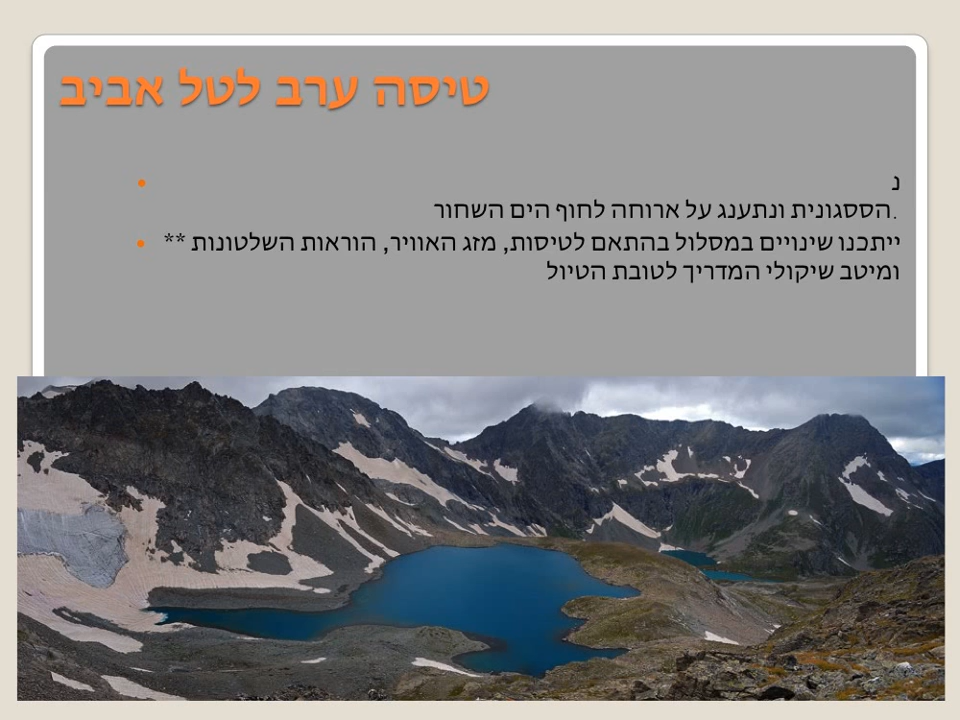 טיסה ערב לטל אביב
נ
הססגונית ונתענג על ארוחה לחוף הים השחור.
** ייתכנו שינויים במסלול בהתאם לטיסות, מזג האוויר, הוראות השלטונות
ומיטב שיקולי המדריך לטובת הטיול